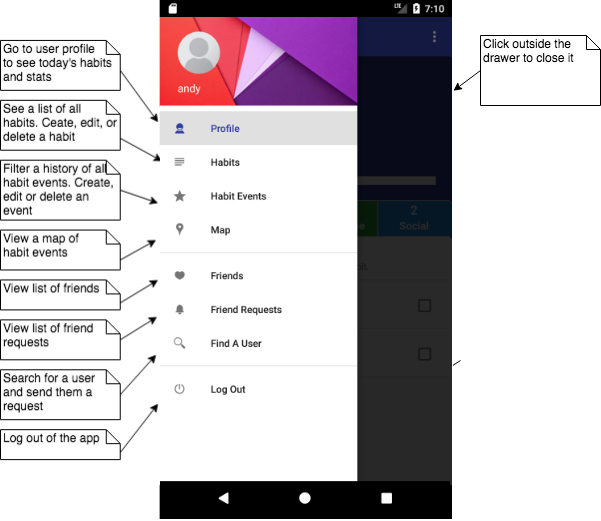 LTE 7:10
Go to user profile
to see today's habits
and stats
See a list of all
habits. Ceate, edit, or
delete a habit
Filter a history of all
habit events. Create,
edit or delete an
event
View a map of
habit events
View list of friends
View list of friend
requests
Search for a user
and send them a
request
Log out of the app
andy
Profile
Habits
Habit Events
Map
Friends
Friend Requests
Find A User
Log Out
2
Social
Click outside the
drawer to close it